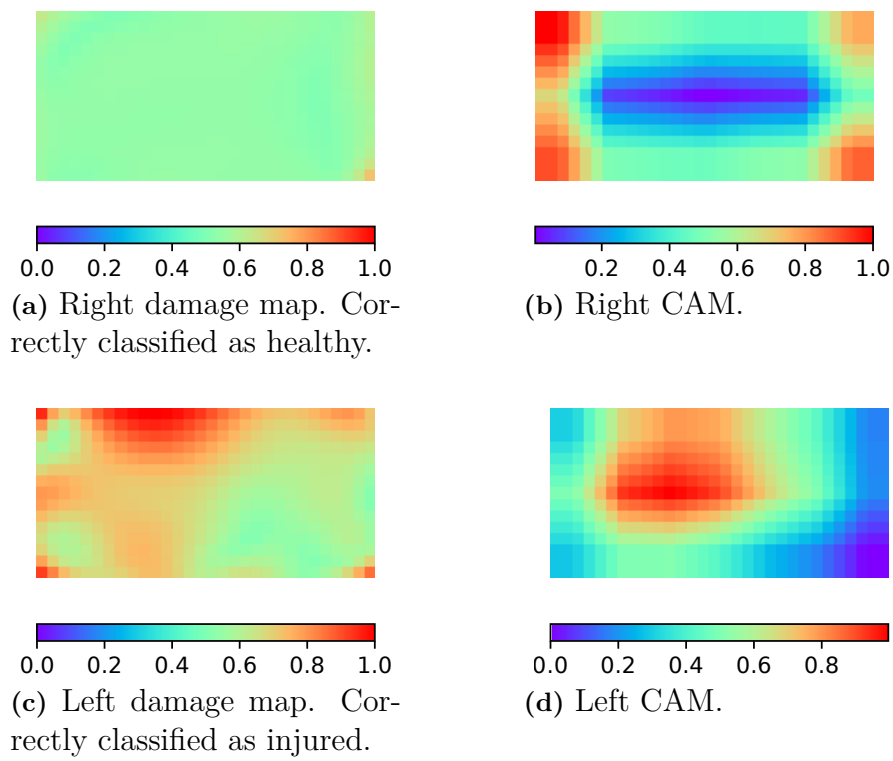 0.0 0.2 0.4 0.6 0.8 1.0
0.2 0.4 0.6 0.8 1.0
(a) Right damage map. Cor-
rectly classified as healthy.
(b) Right CAM.
0.0 0.2 0.4 0.6 0.8 1.0
0.0 0.2 0.4 0.6 0.8
(c) Left damage map. Cor-
rectly classified as injured.
(d) Left CAM.